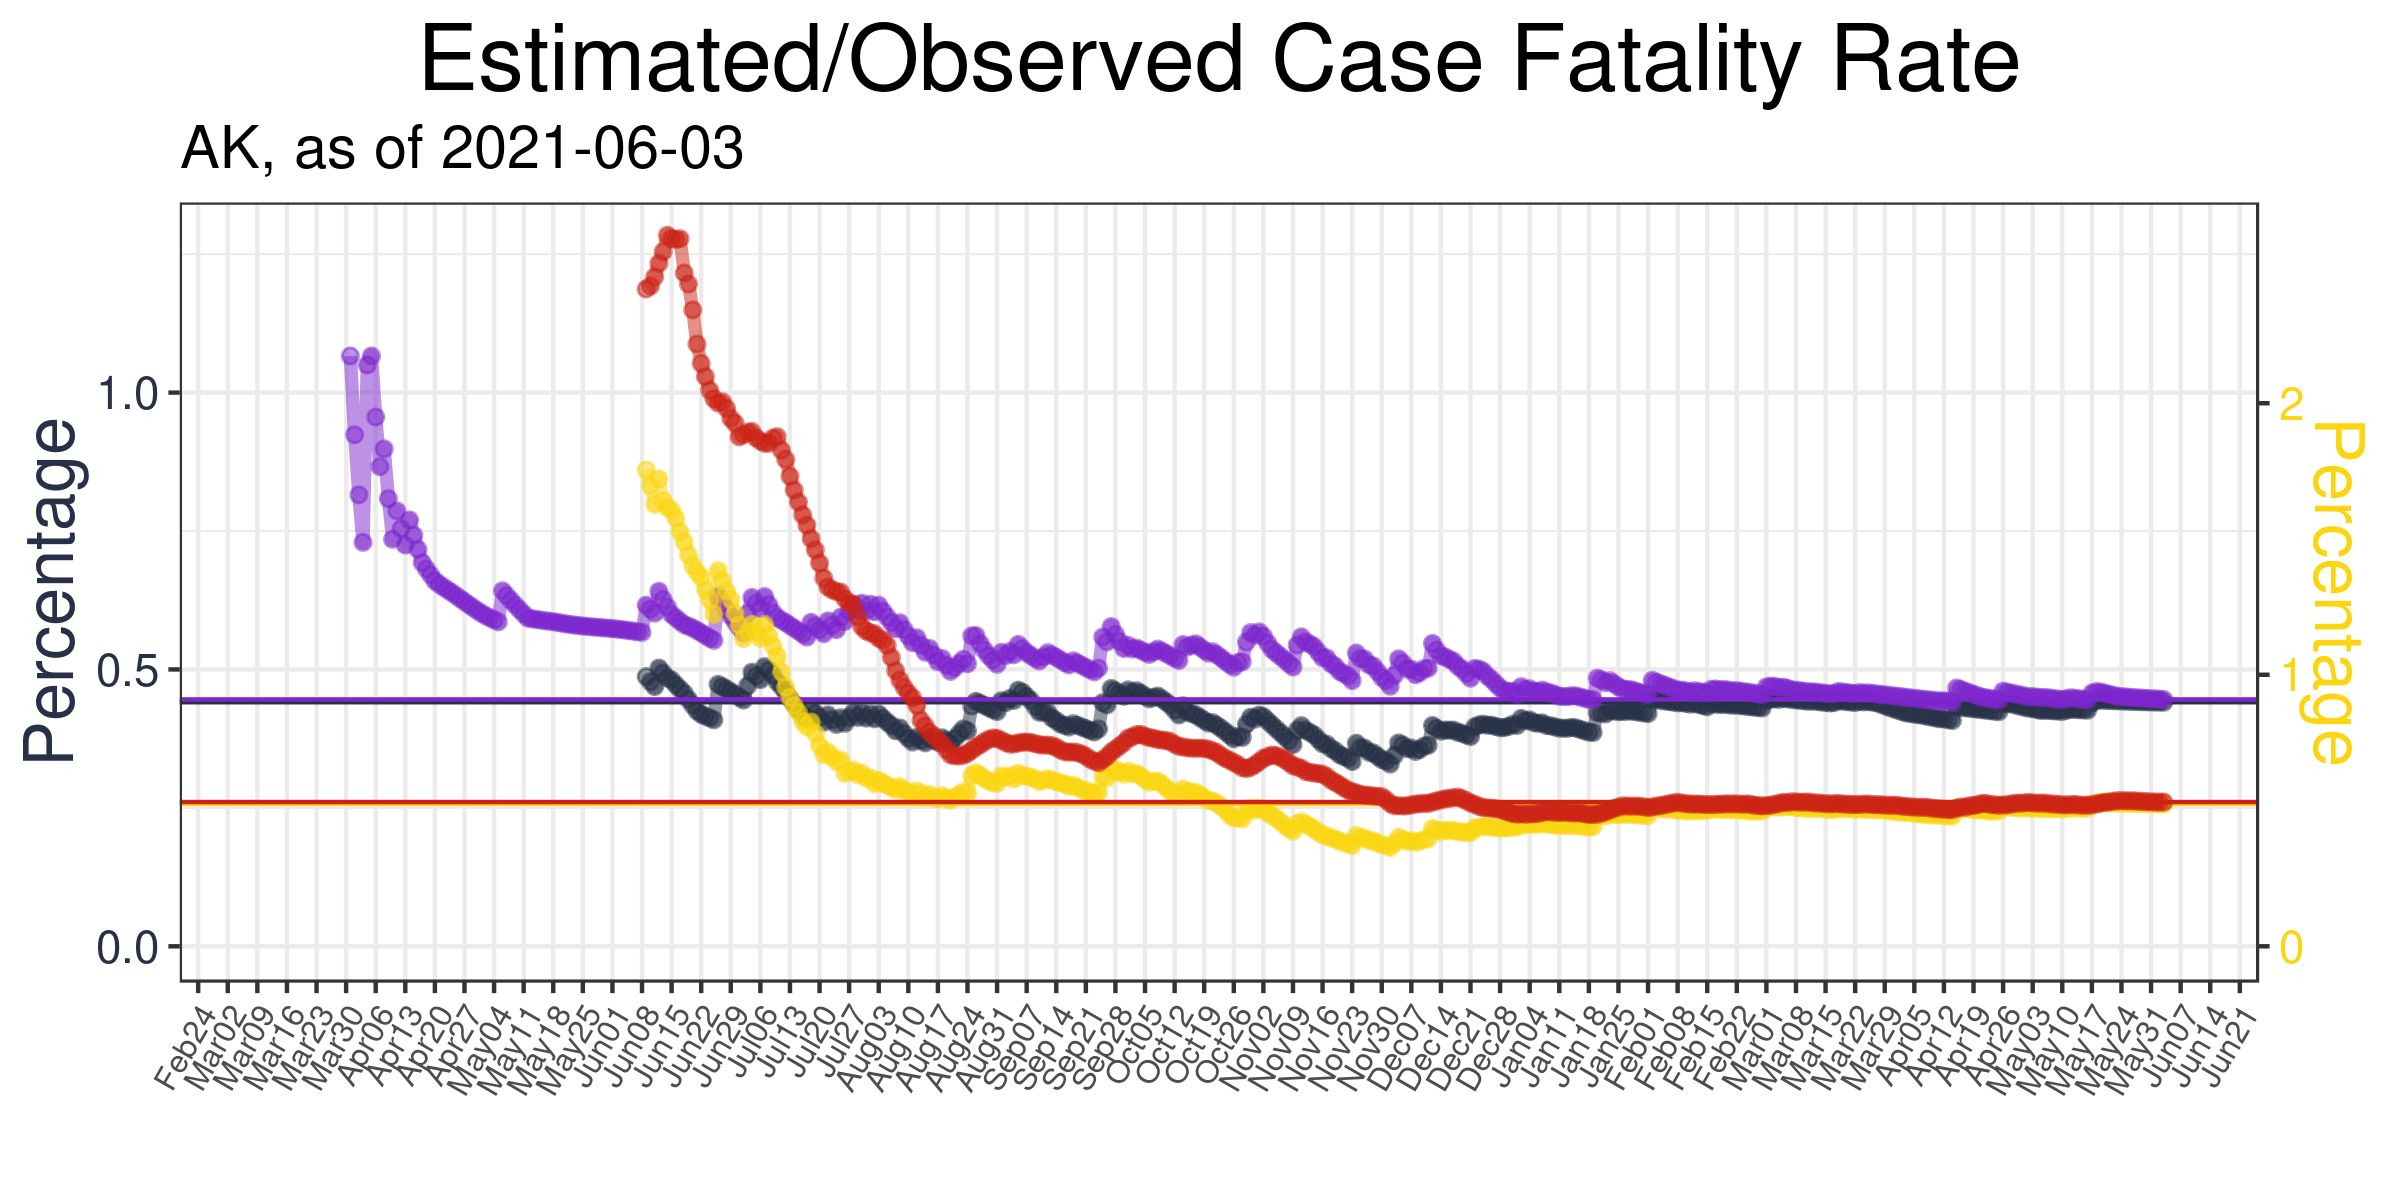 Estimated/Observed Case Fatality Rate
AK, as of 2021-06-03
Percentage
1.0
0.5
0.0
2
1
0
Percentage
Feb24
Mar02
Mar09
Mar16
Mar23
Mar30
Apr06
Apr13
Apr20
Apr27
May04
May11
May18
May25
Jun01
Jun08
Jun15
Jun22
Jun29
Jul06
Jul13
Jul20
Jul27
Aug03
Aug10
Aug17
Aug24
Aug31
Sep07
Sep14
Sep21
Sep28
Oct05
Oct12
Oct19
Oct26
Nov02
Nov09
Nov16
Nov23
Nov30
Dec07
Dec14
Dec21
Dec28
Jan04
Jan11
Jan18
Jan25
Feb01
Feb08
Feb15
Feb22
Mar01
Mar08
Mar15
Mar22
Mar29
Apr05
Apr12
Apr19
Apr26
May03
May10
May17
May24
May31
Jun07
Jun14
Jun21